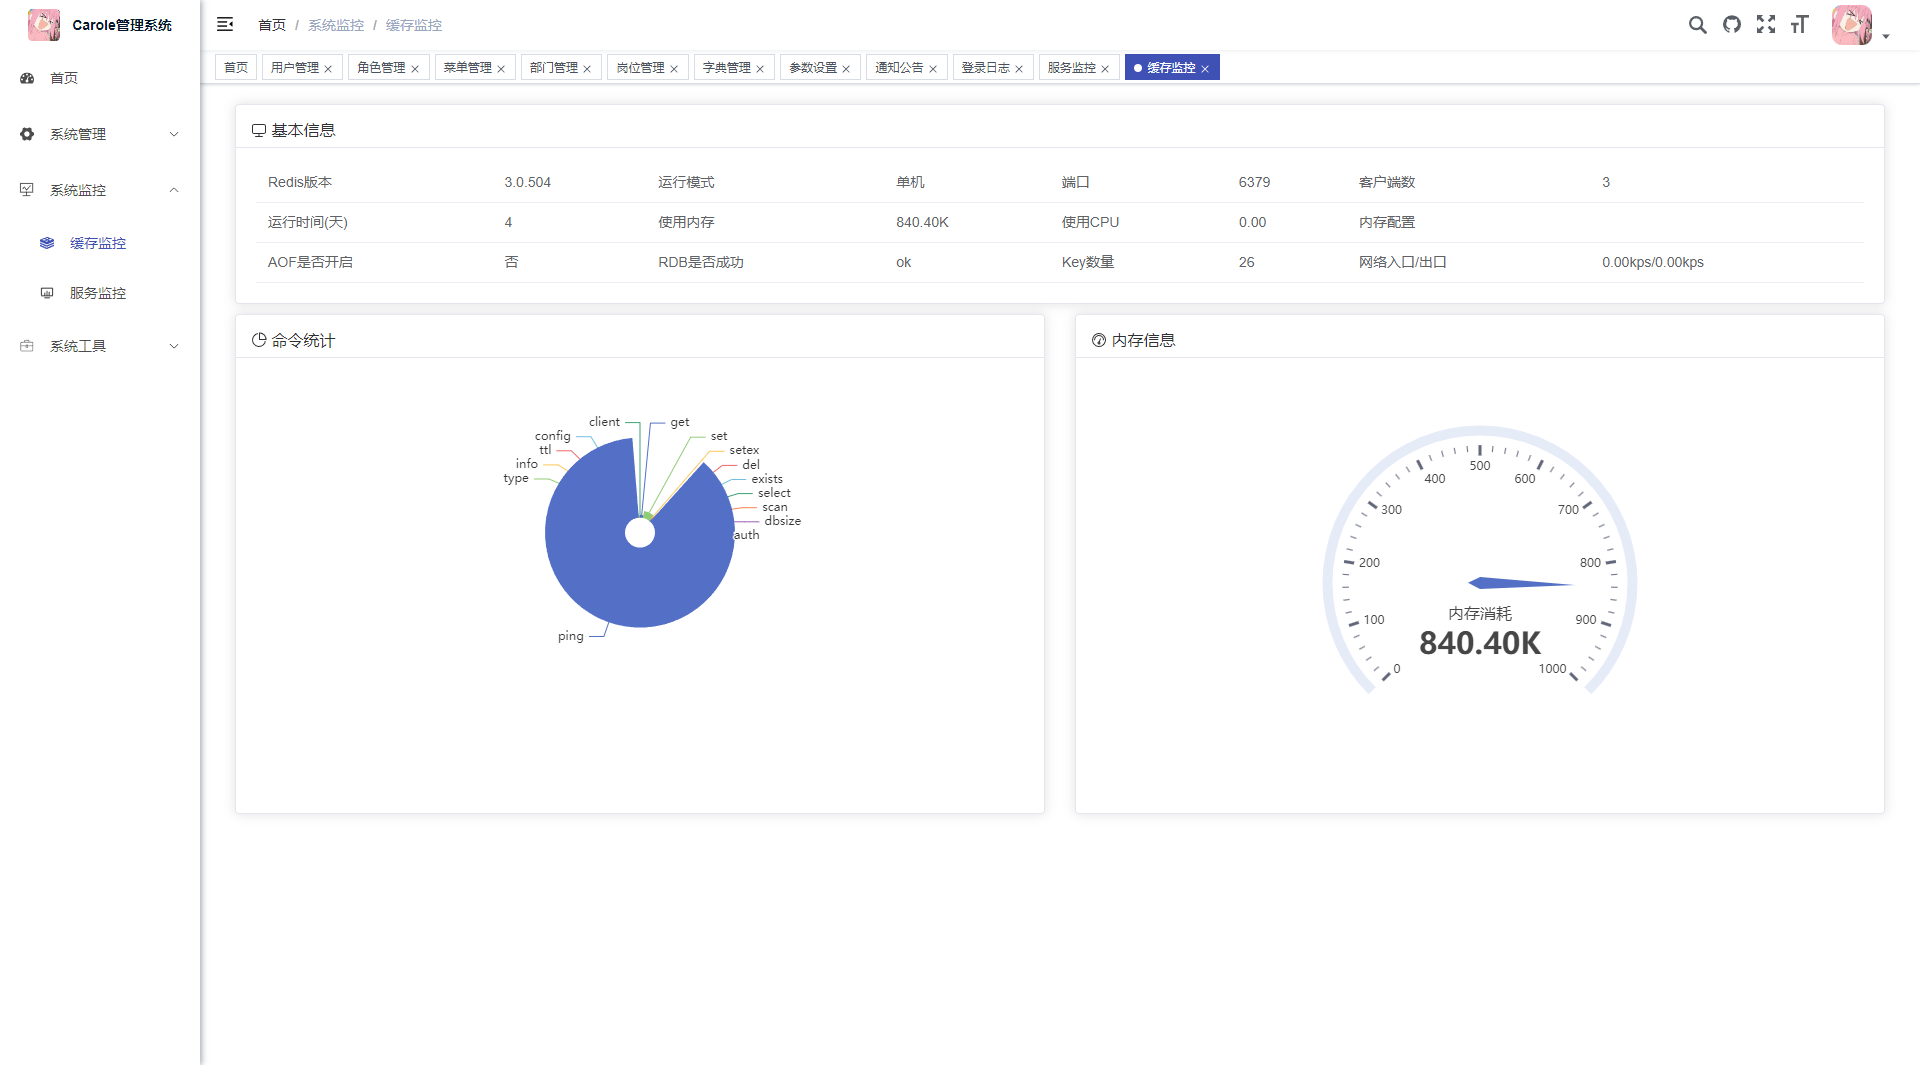 Carole管理系统
首页 / 系统监控 / 缓存监控
首页 用户管理 角色管理 菜单管理 部门管理 岗位管理 字典管理 参数设置 通知公告 登录日志 服务监控 缓存监控
首页
系统管理
系统监控
缓存监控
服务监控
系统工具
基本信息
Redis版本 3.0.504 运行模式 单机 端口 6379 客户端数 3
运行时间(天) 4 使用内存 840.40K 使用CPU 0.00 内存配置
AOF是否开启 否 RDB是否成功 ok Key数量 26 网络入口/出口 0.00kps/0.00kps
命令统计
client
config
ttl
info
type
get
set
setex
del
exists
select
scan
dbsize
auth
ping
内存信息
0
100
200
300
400
500
600
700
800
900
1000
内存消耗
840.40K